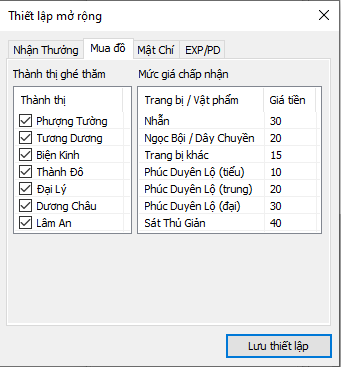 Thiết lập mở rộng
Nhận Thưởng Mua đồ Mật Chí EXP/PD
Thành thị ghé thăm Mức giá chấp nhận
Thành thị Trang bị / Vật phẩm Giá tiền
Phượng Tường Nhẫn 30
Tương Dương Ngọc Bội / Dây Chuyền 20
Biện Kinh Trang bị khác 15
Thành Đô Phúc Duyên Lộ (tiểu) 10
Đại Lý Phúc Duyên Lộ (trung) 20
Dương Châu Phúc Duyên Lộ (đại) 30
Lâm An Sát Thủ Giản 40
Lưu thiết lập